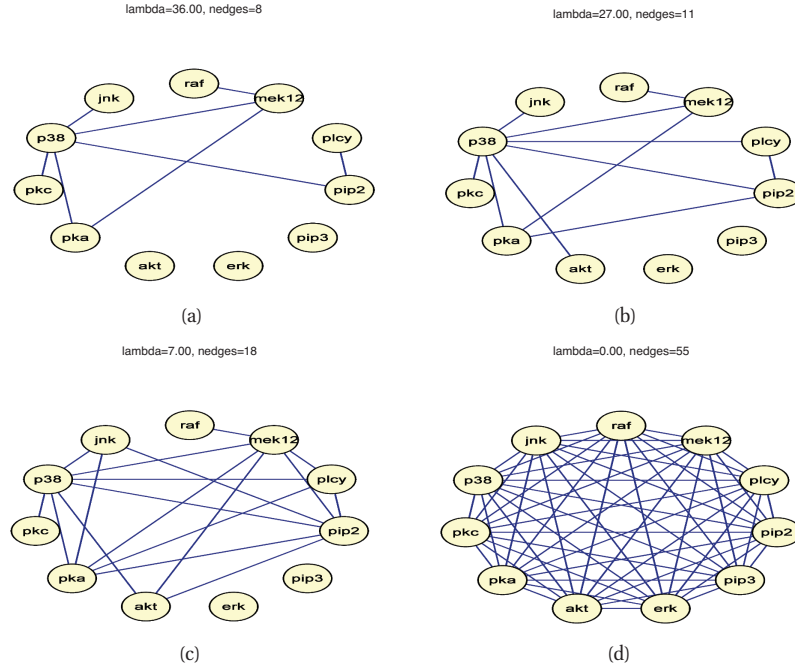 lambda=36.00, nedges=8
raf
jnk
mek12
p38
plcy
pkc
pip2
pka
pip3
akt
erk
(a)
lambda=27.00, nedges=11
raf
jnk
mek12
p38
plcy
pkc
pip2
pka
pip3
akt
erk
(b)
lambda=7.00, nedges=18
raf
jnk
mek12
p38
plcy
pkc
pip2
pka
pip3
akt
erk
(c)
lambda=0.00, nedges=55
raf
jnk
mek12
p38
plcy
pkc
pip2
pka
pip3
akt
erk
(d)